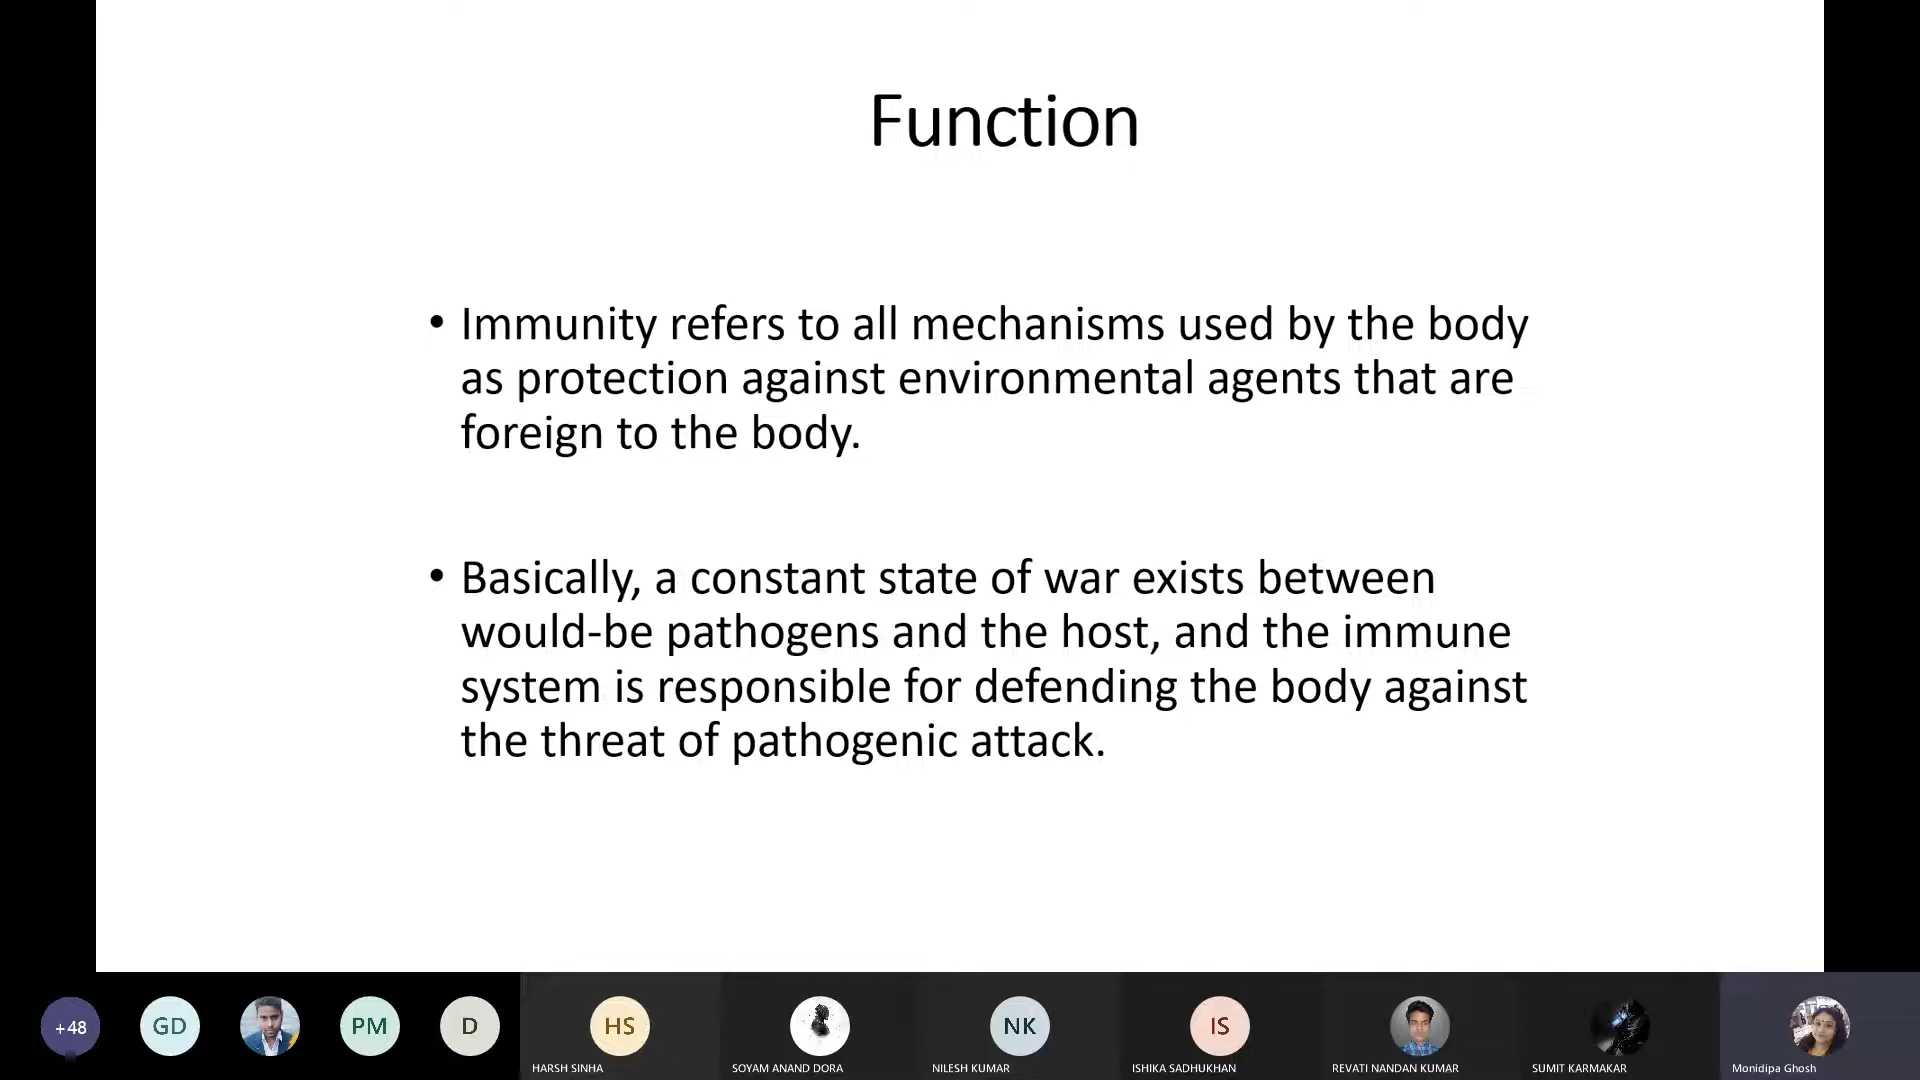 Function
• Immunity refers to all mechanisms used by the body
as protection against environmental agents that are
foreign to the body.
• Basically, a constant state of war exists between
would-be pathogens and the host, and the immune
system is responsible for defending the body against
the threat of pathogenic attack.
+48
GD
PM
D
HS
NK
IS
HARSH SINHA
SOYAM ANAND DORA
NILESH KUMAR
ISHIKA SADHUKHAN
REVATI NANDAN KUMAR
SUMIT KARMAKAR
Monidipa Ghosh